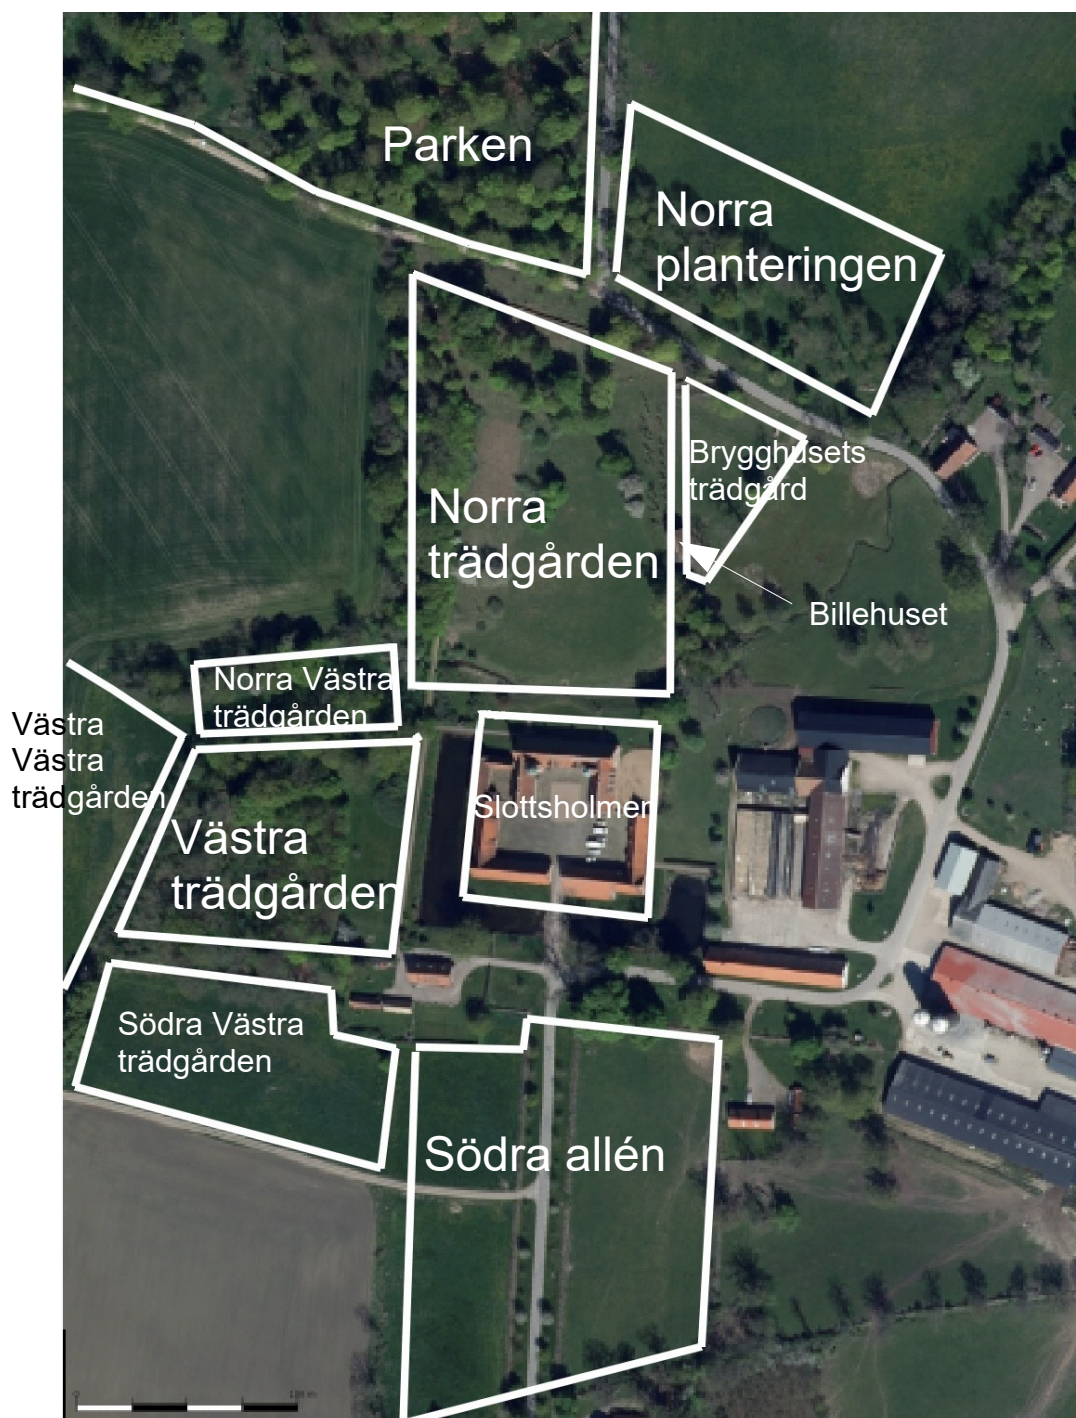 Parken
Norra
planteringen
Brygghusets
trädgård
Norra
trädgården
Billehuset
Norra Västra
trädgården
Västra
Västra
trädgården
Slottsholmen
Västra
trädgården
Södra Västra
trädgården
Södra allén
0